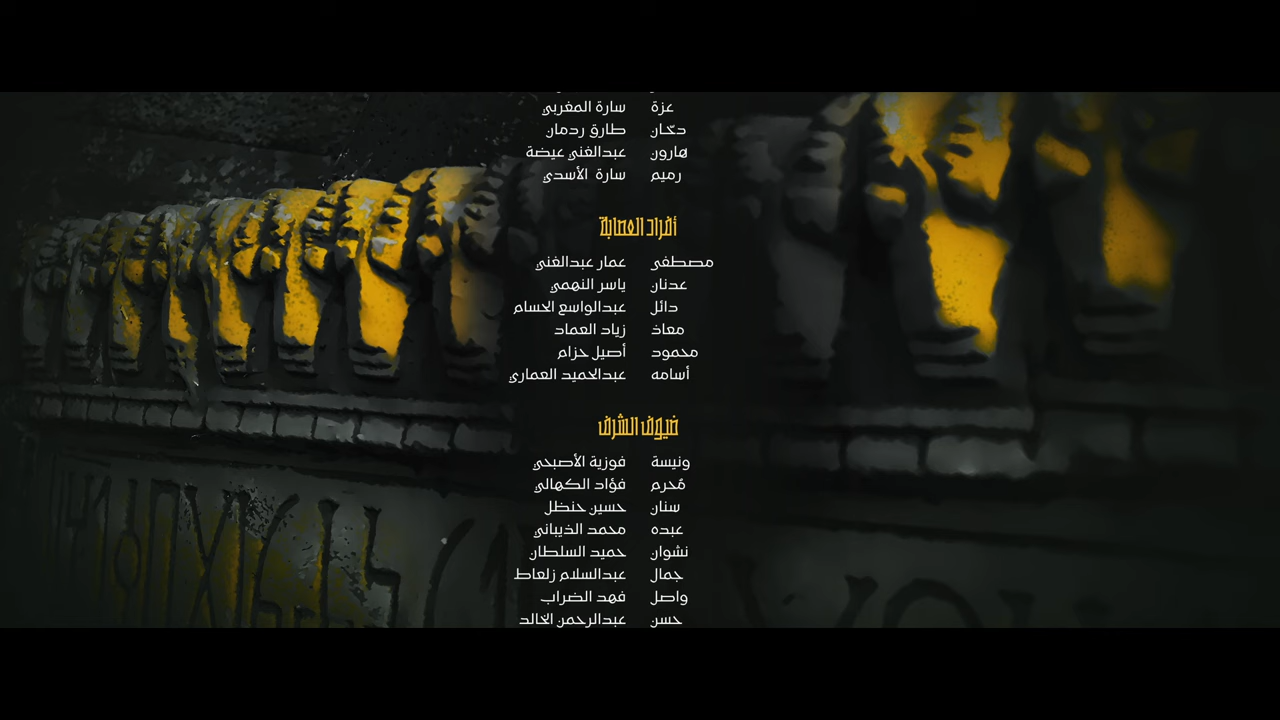 عزة سارة المغربي
دحّان طارق ردمان
هارون عبدالغني عيضة
رميم سارة الأسدي
أفراد العصابة
مصطفى عمار عبدالغني
عدنان ياسر النهمي
دائل عبدالواسع الحسام
معاذ زياد العماد
محمود أصيل حزام
أسامه عبدالحميد العماري
ضيوف الشرف
ونيسة فوزية الأصبحي
مُحرم فؤاد الكهالي
سنان حسين حنظل
عبده محمد الذيباني
نشوان حميد السلطان
جمال عبدالسلام زلعاط
واصل فهد الضراب
حسن عبدالرحمن الخالد